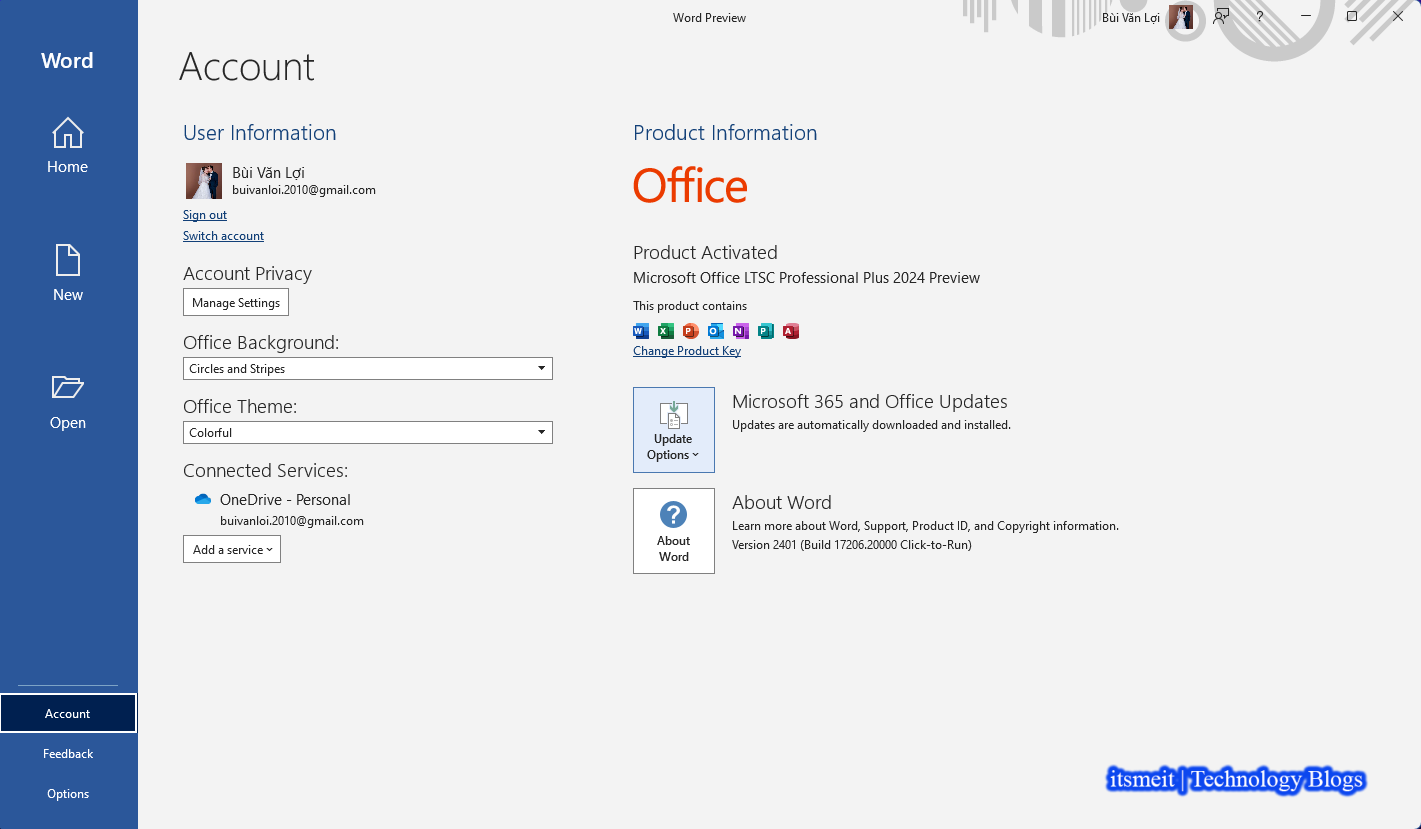 Word Preview
Bùi Văn Lợi
?
Word
Home
New
Open
Account
Feedback
Options
Account
User Information
Bùi Văn Lợi
buivanloi.2010@gmail.com
Sign out
Switch account
Account Privacy
Manage Settings
Office Background:
Circles and Stripes
Office Theme:
Colorful
Connected Services:
OneDrive - Personal
buivanloi.2010@gmail.com
Add a service
Product Information
Office
Product Activated
Microsoft Office LTSC Professional Plus 2024 Preview
This product contains
W X P O N P A
Change Product Key
Update
Options
Microsoft 365 and Office Updates
Updates are automatically downloaded and installed.
?
About
Word
About Word
Learn more about Word, Support, Product ID, and Copyright information.
Version 2401 (Build 17206.20000 Click-to-Run)
itsmeit | Technology Blogs